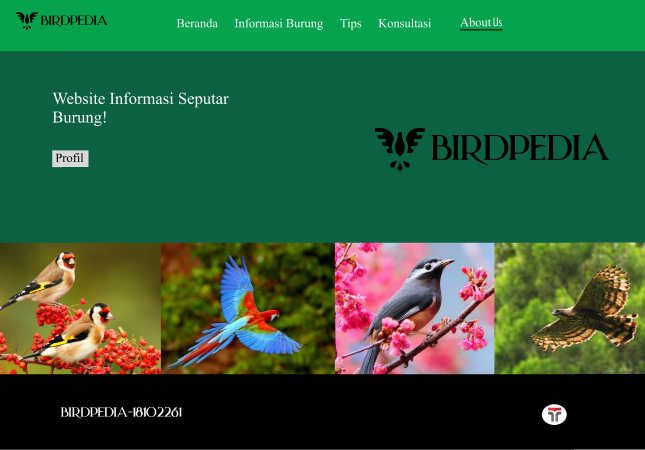 BIRDPEDIA
Beranda Informasi Burung Tips Konsultasi About Us
Website Informasi Seputar
Burung!
Profil
BIRDPEDIA
BIRDPEDIA-18102261